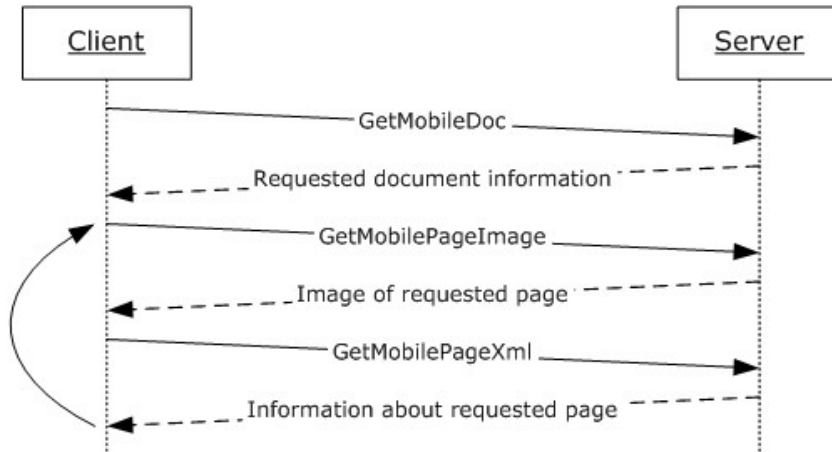 Client
Server
GetMobileDoc
Requested document information
GetMobilePageImage
Image of requested page
GetMobilePageXml
Information about requested page